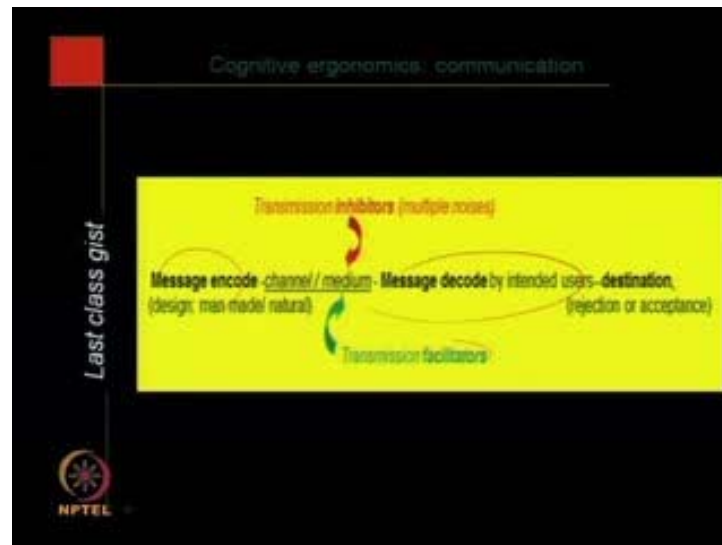 Cognitive ergonomics: communication
Last class gist
Transmission inhibitors (multiple noises)
Message encode -channel / medium- Message decode by intended users-destination,
(design; man-made/ natural) (rejection or acceptance)
Transmission facilitators
NPTEL